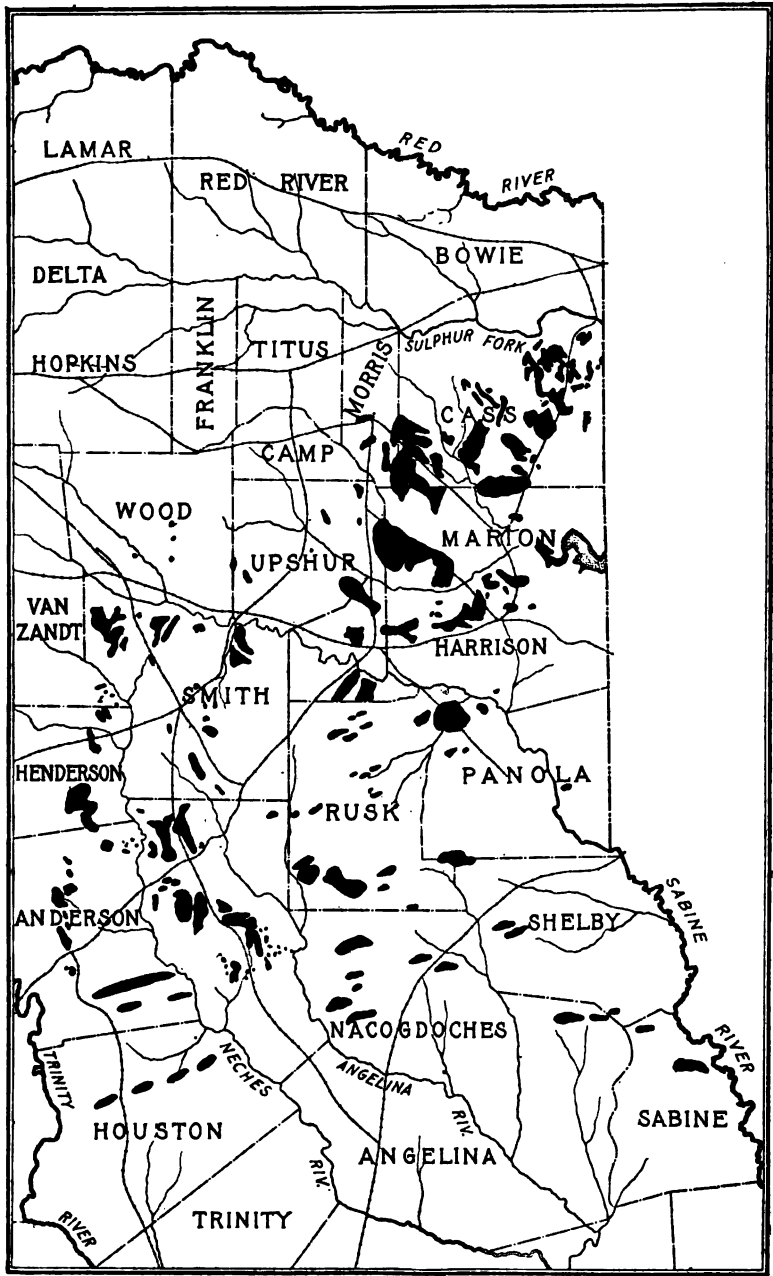 RED
RIVER
LAMAR
RED RIVER
BOWIE
DELTA
FRANKLIN
TITUS
MORRIS
SULPHUR FORK
HOPKINS
CASS
CAMP
WOOD
MARION
UPSHUR
VAN
ZANDT
HARRISON
SMITH
HENDERSON
PANOLA
RUSK
SABINE
RIVER
ANDERSON
SHELBY
NACOGDOCHES
TRINITY
RIVER
NECHES
RIV.
ANGELINA
RIV.
HOUSTON
SABINE
ANGELINA
TRINITY